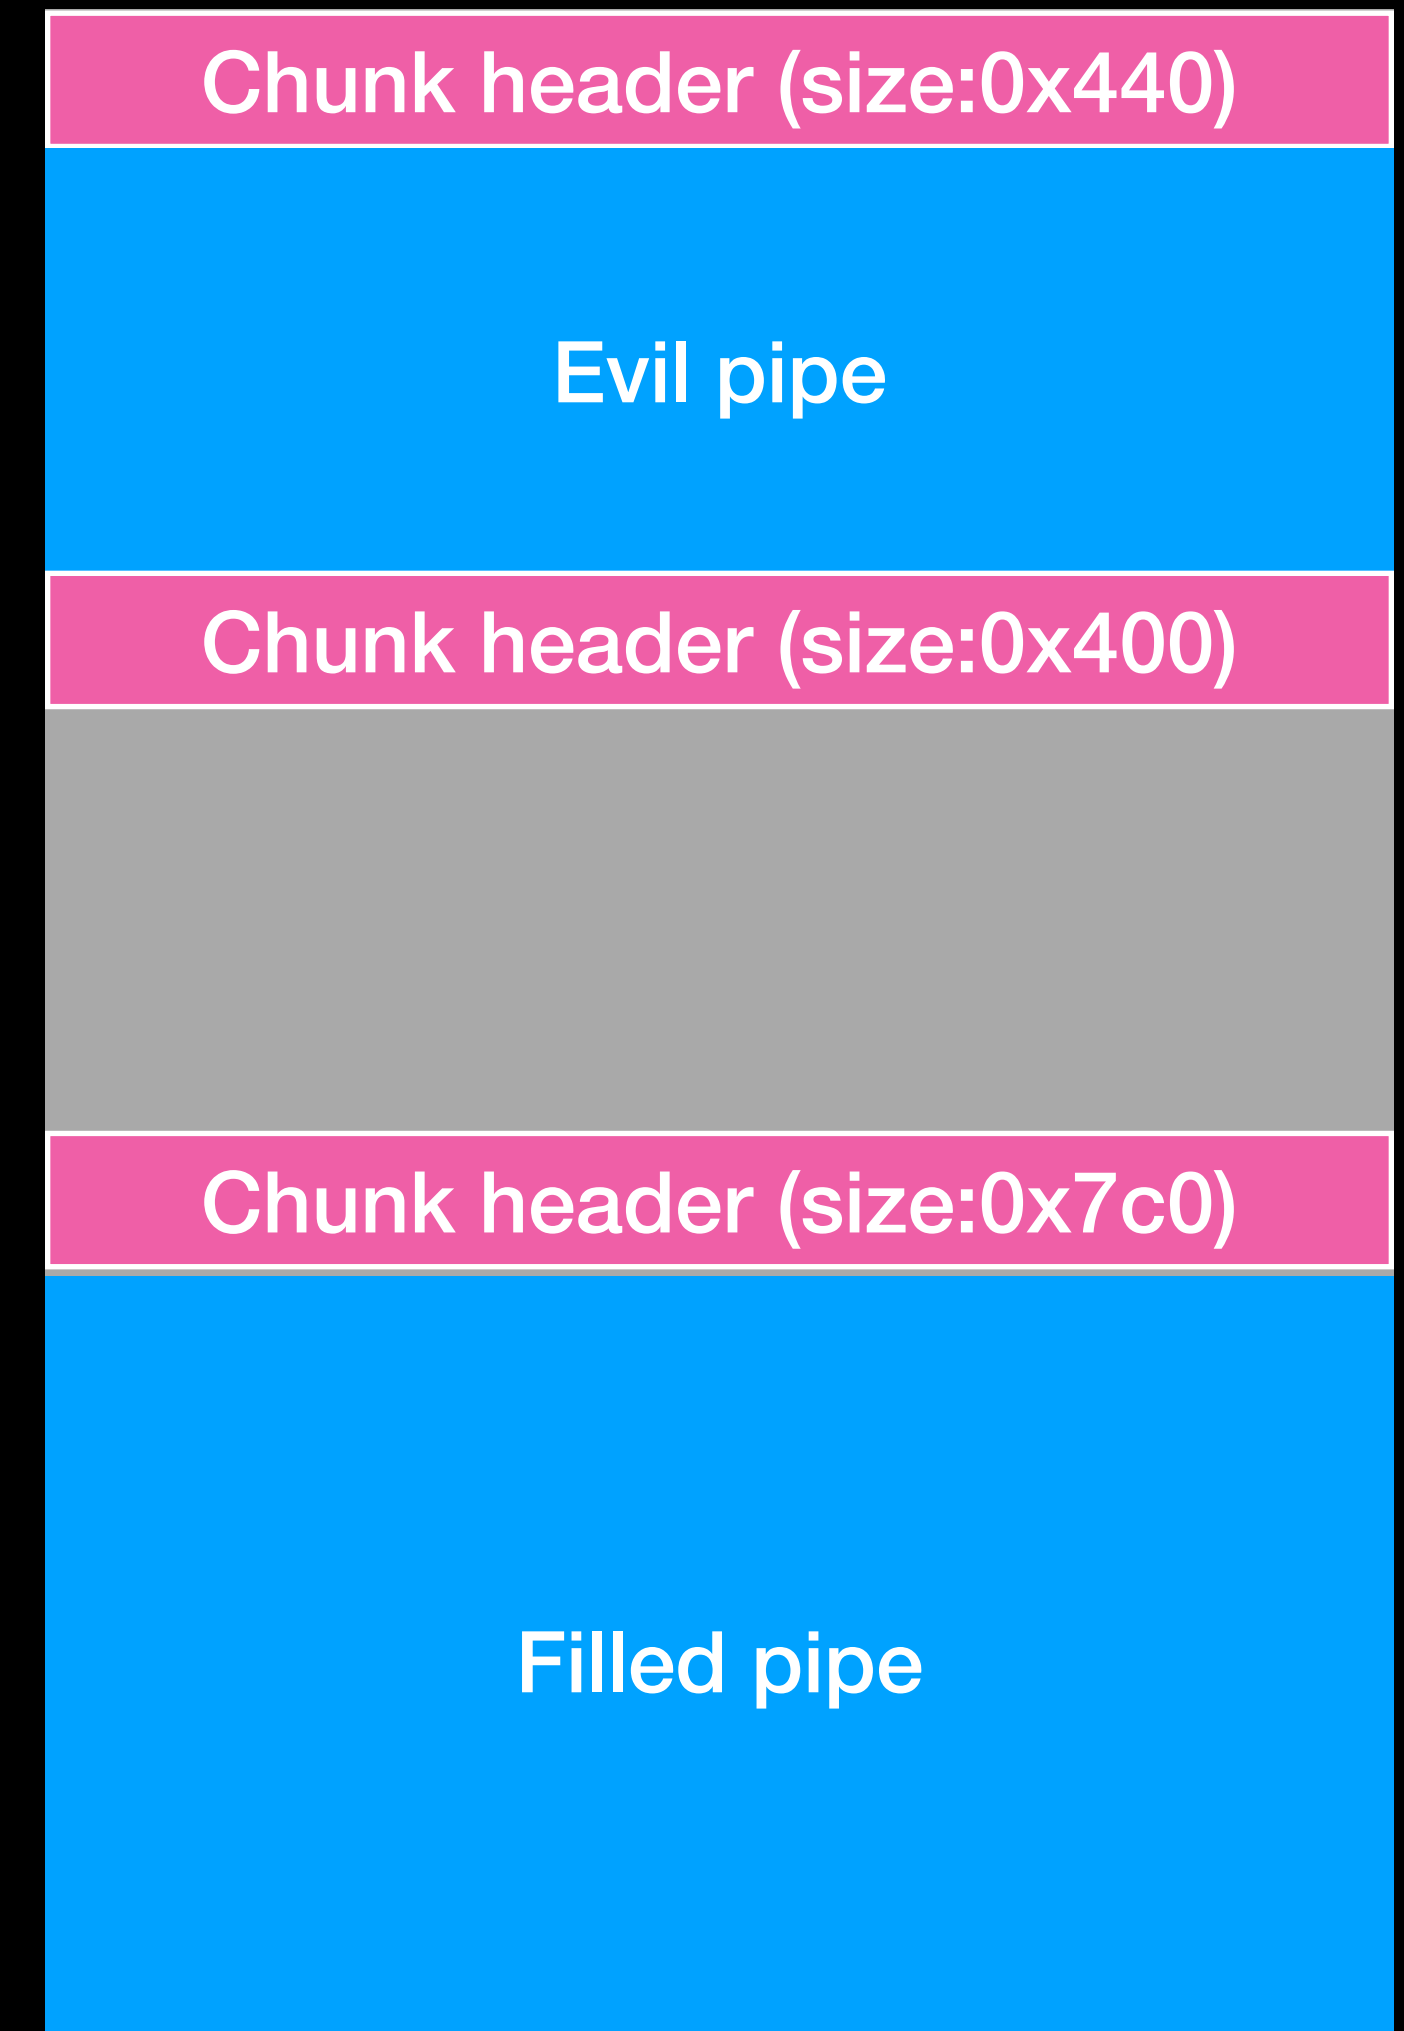 Chunk header (size:0x440)
Evil pipe
Chunk header (size:0x400)
Chunk header (size:0x7c0)
Filled pipe